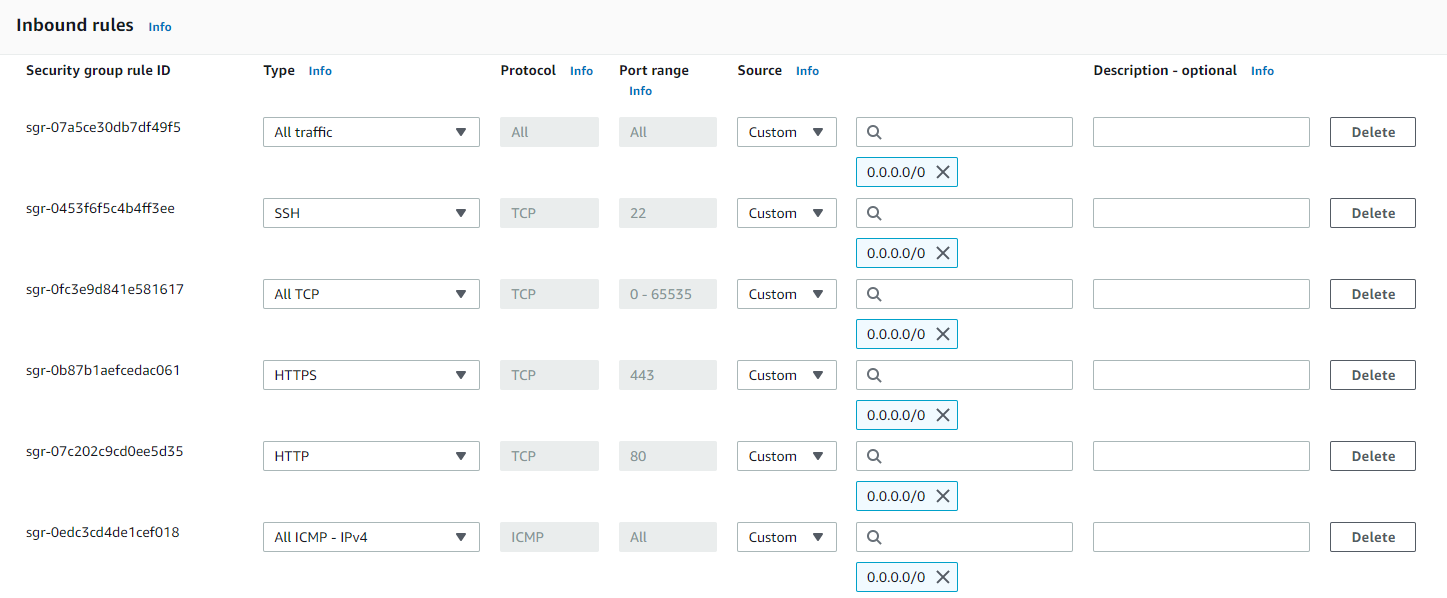 Inbound rules Info
Security group rule ID Type Info Protocol Info Port range Info Source Info Description - optional Info
sgr-07a5ce30db7df49f5 All traffic All All Custom Delete
0.0.0.0/0
sgr-0453f6f5c4b4ff3ee SSH TCP 22 Custom Delete
0.0.0.0/0
sgr-0fc3e9d841e581617 All TCP TCP 0 - 65535 Custom Delete
0.0.0.0/0
sgr-0b87b1aefcedac061 HTTPS TCP 443 Custom Delete
0.0.0.0/0
sgr-07c202c9cd0ee5d35 HTTP TCP 80 Custom Delete
0.0.0.0/0
sgr-0edc3cd4de1cef018 All ICMP - IPv4 ICMP All Custom Delete
0.0.0.0/0